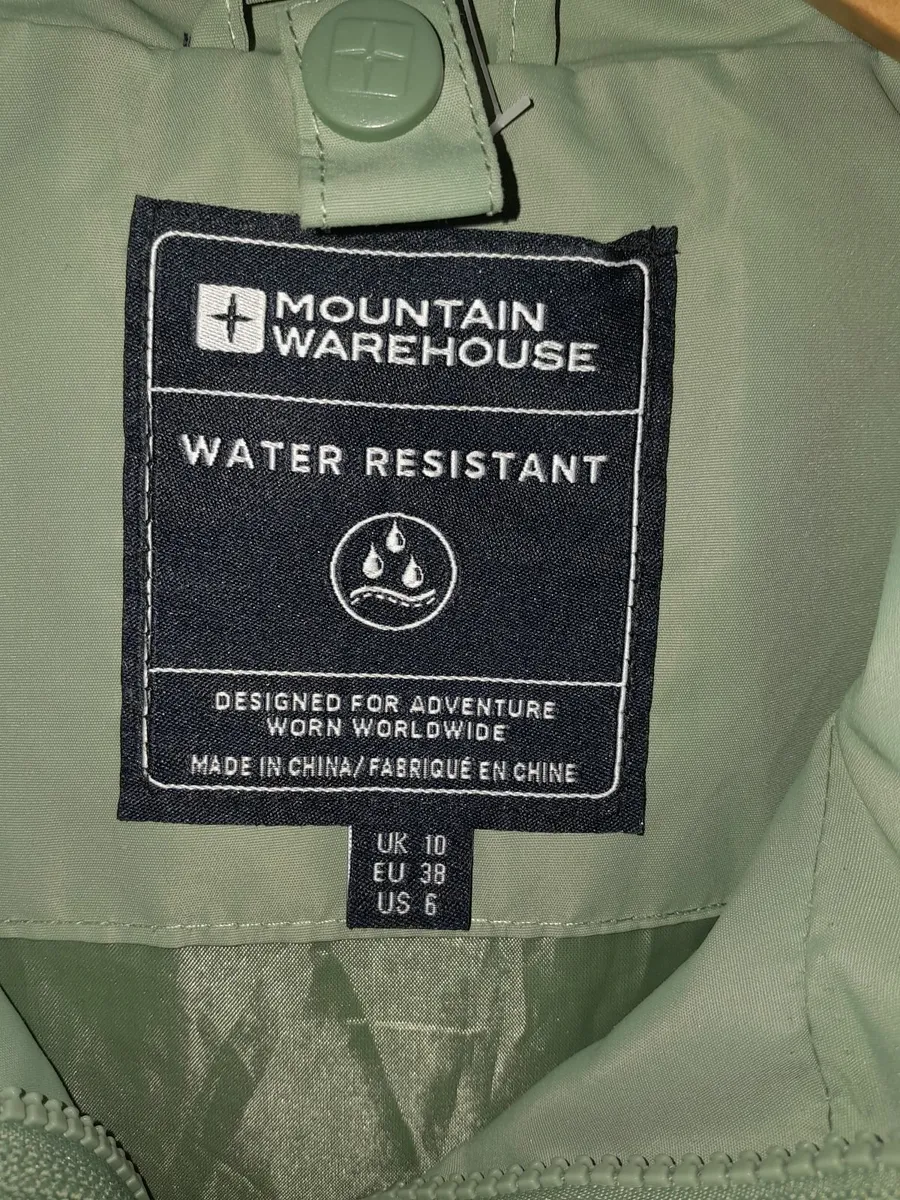 MOUNTAIN
WAREHOUSE
WATER RESISTANT
DESIGNED FOR ADVENTURE
WORN WORLDWIDE
MADE IN CHINA/FABRIQUÉ EN CHINE
UK 10
EU 38
US 6